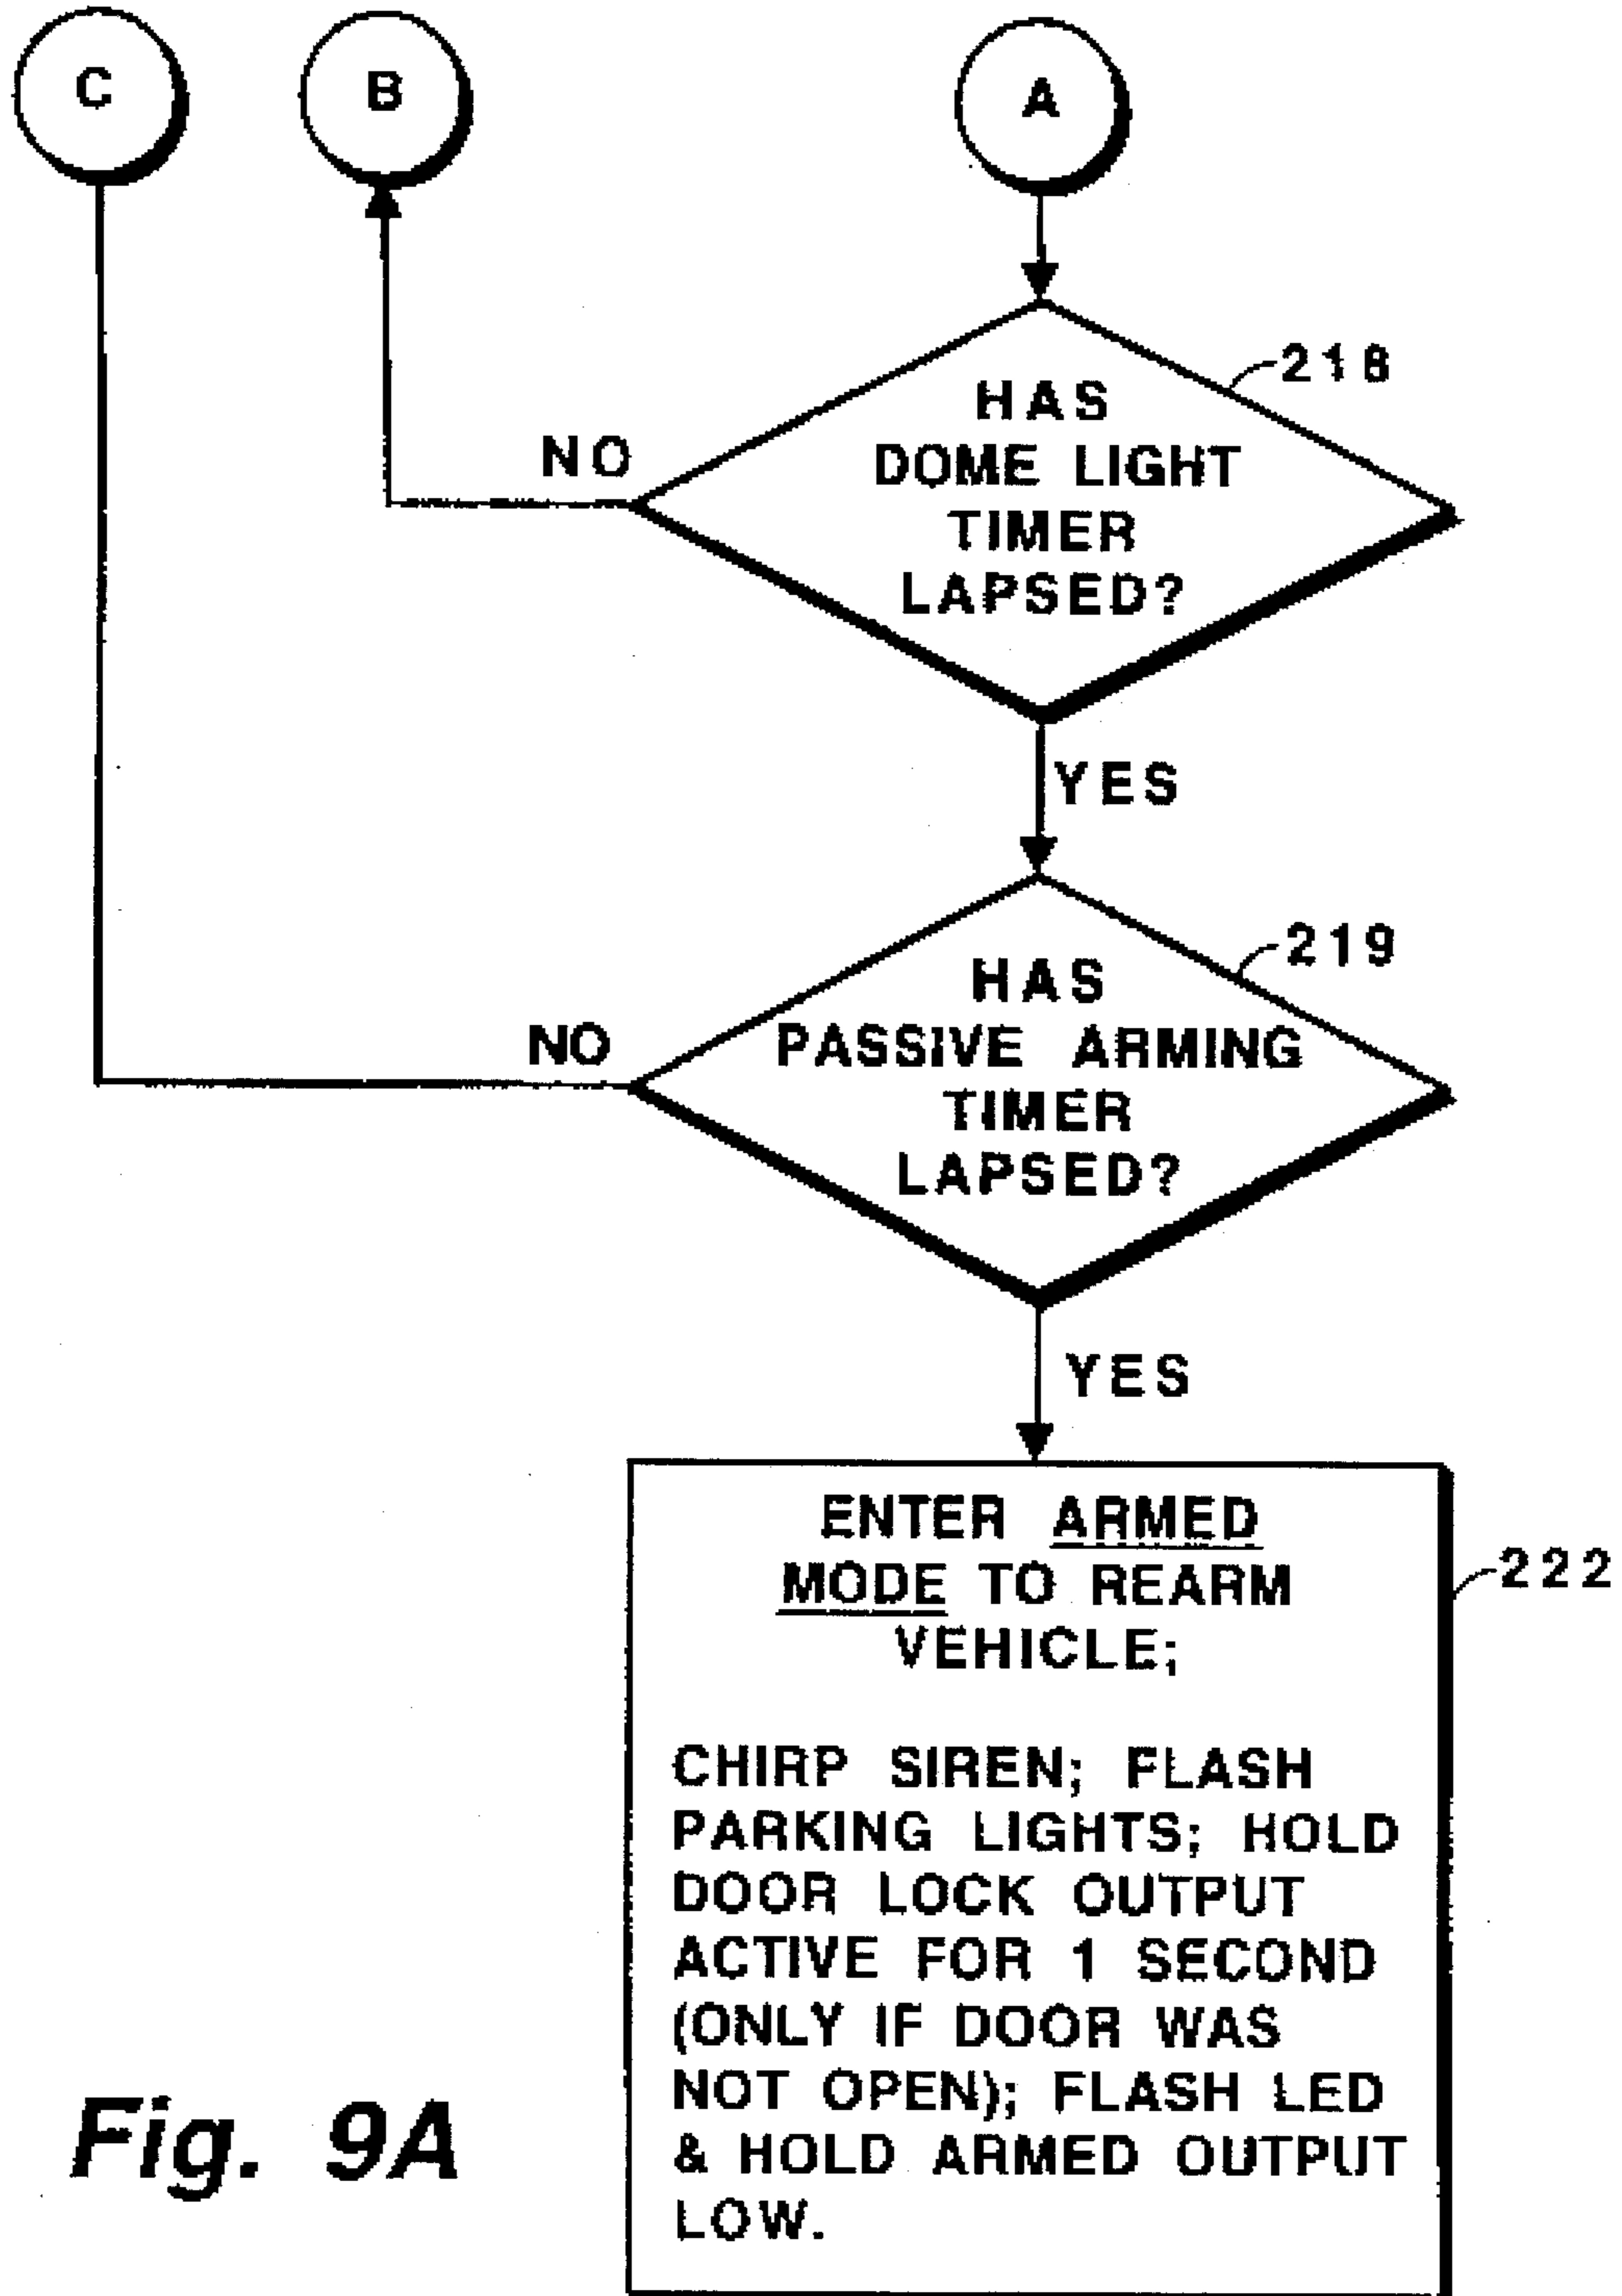 C
B
A
218
HAS
DOME LIGHT
TIMER
LAPSED?
NO
YES
219
HAS
PASSIVE ARMING
TIMER
LAPSED?
NO
YES
ENTER ARMED
MODE TO REARM
VEHICLE;
222
CHIRP SIREN; FLASH
PARKING LIGHTS; HOLD
DOOR LOCK OUTPUT
ACTIVE FOR 1 SECOND
(ONLY IF DOOR WAS
NOT OPEN); FLASH LED
& HOLD ARMED OUTPUT
LOW.
Fig. 9A